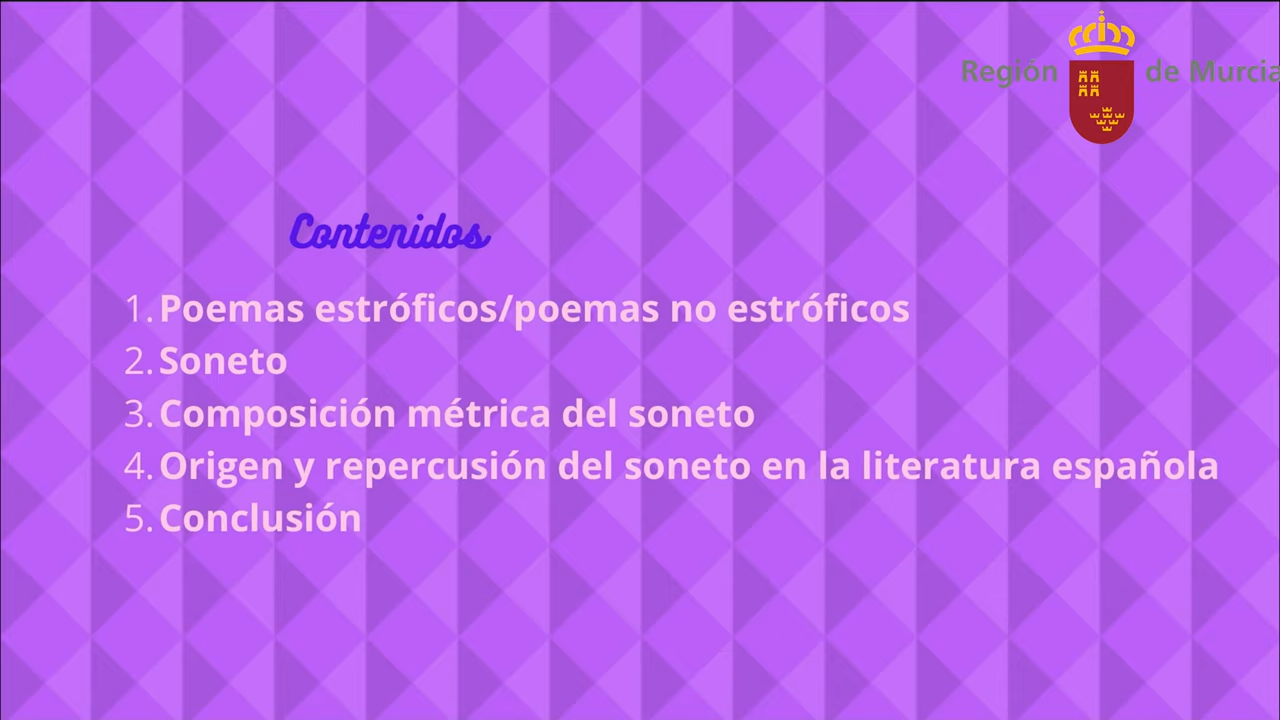 Región de Murcia
Contenidos
1. Poemas estróficos/poemas no estróficos
2. Soneto
3. Composición métrica del soneto
4. Origen y repercusión del soneto en la literatura española
5. Conclusión